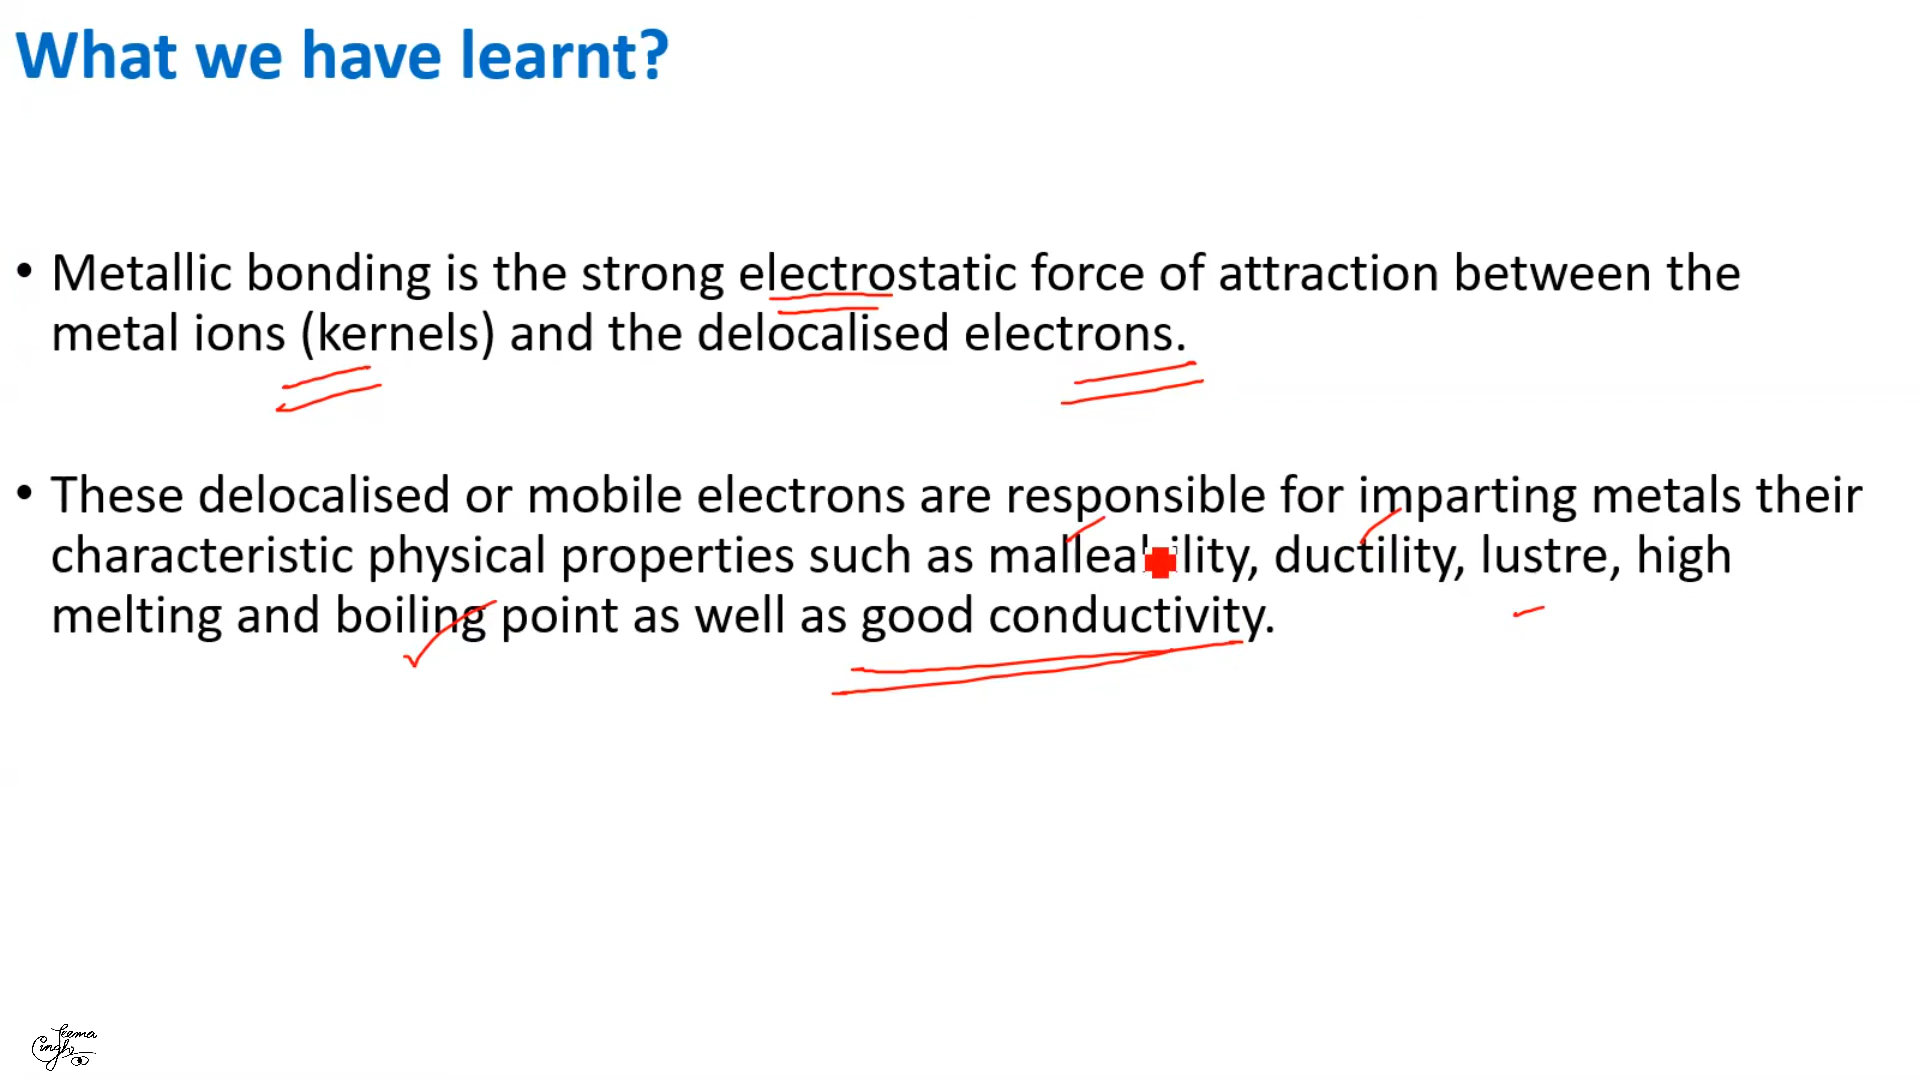 What we have learnt?
• Metallic bonding is the strong electrostatic force of attraction between the
metal ions (kernels) and the delocalised electrons.
• These delocalised or mobile electrons are responsible for imparting metals their
characteristic physical properties such as malleability, ductility, lustre, high
melting and boiling point as well as good conductivity.